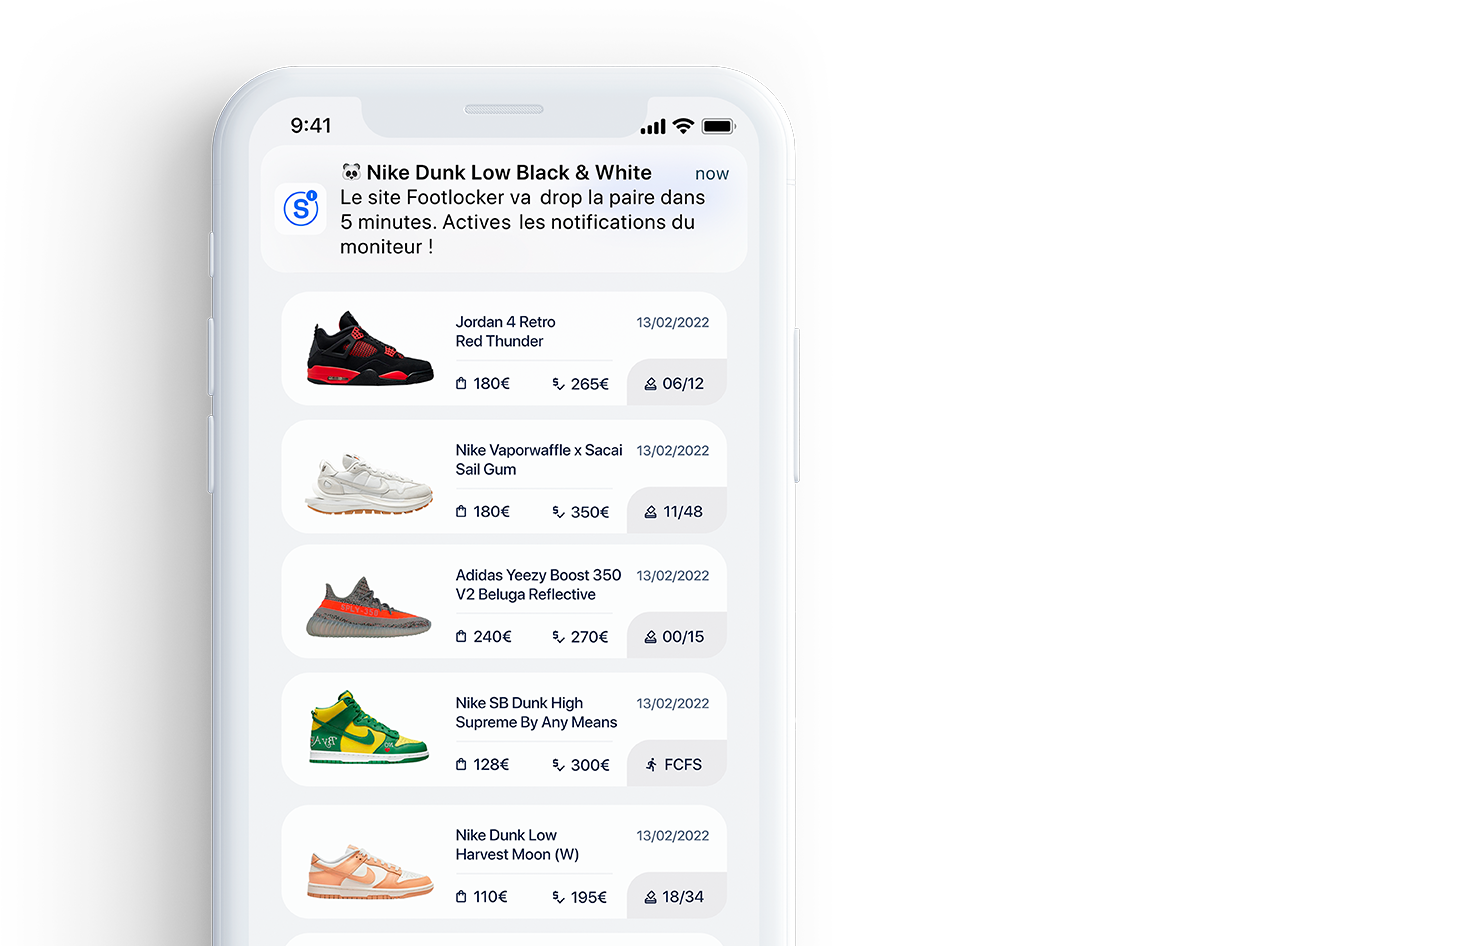 9:41
🐼 Nike Dunk Low Black & White now
Le site Footlocker va drop la paire dans
5 minutes. Actives les notifications du
moniteur !
S
Jordan 4 Retro 13/02/2022
Red Thunder
180€ 265€ 06/12
Nike Vaporwaffle x Sacai 13/02/2022
Sail Gum
180€ 350€ 11/48
Adidas Yeezy Boost 350 13/02/2022
V2 Beluga Reflective
240€ 270€ 00/15
Nike SB Dunk High 13/02/2022
Supreme By Any Means
128€ 300€ FCFS
Nike Dunk Low 13/02/2022
Harvest Moon (W)
110€ 195€ 18/34